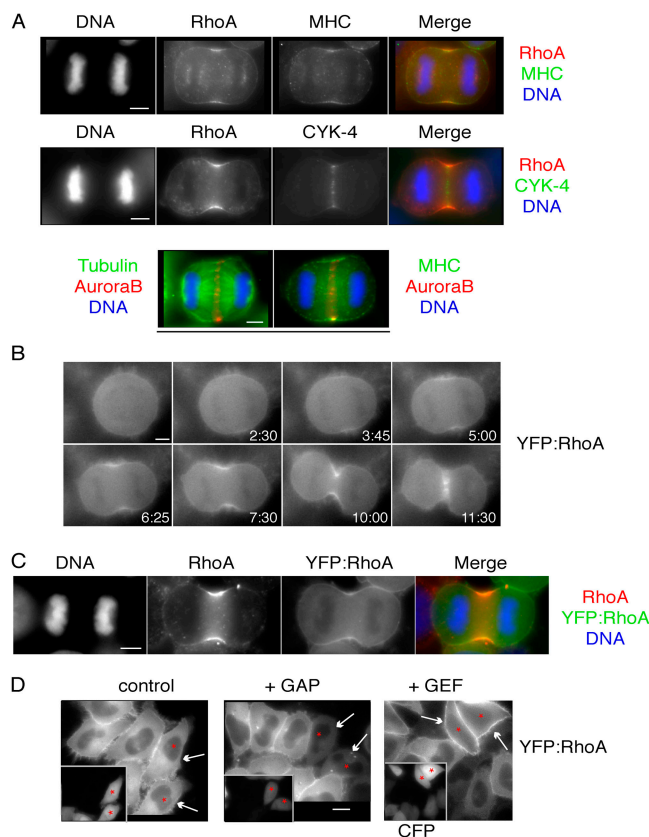 A
DNA RhoA MHC Merge
RhoA
MHC
DNA
DNA RhoA CYK-4 Merge
RhoA
CYK-4
DNA
Tubulin
AuroraB
DNA
MHC
AuroraB
DNA
B
2:30 3:45 5:00
YFP:RhoA
6:25 7:30 10:00 11:30
C
DNA RhoA YFP:RhoA Merge
RhoA
YFP:RhoA
DNA
D
control + GAP + GEF
YFP:RhoA
CFP